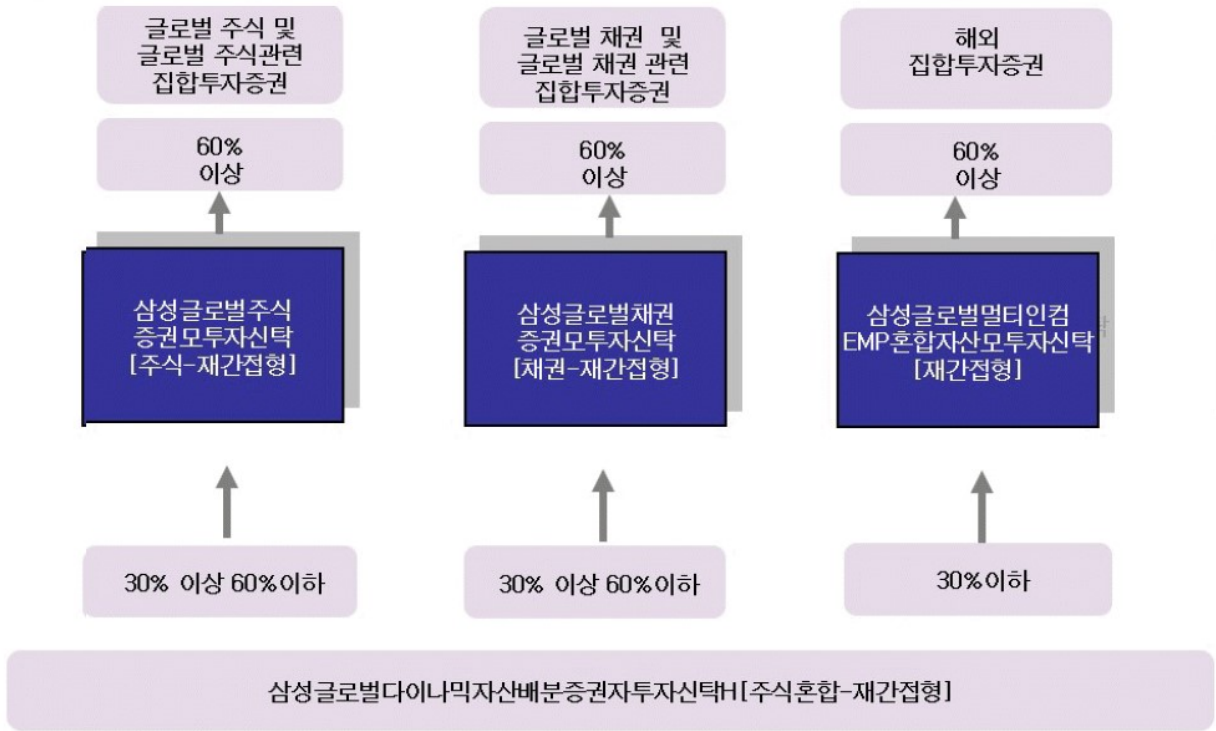 글로벌 주식 및
글로벌 주식관련
집합투자증권
글로벌 채권 및
글로벌 채권 관련
집합투자증권
해외
집합투자증권
60%
이상
60%
이상
60%
이상
삼성글로벌주식
증권모투자신탁
[주식-재간접형]
삼성글로벌채권
증권모투자신탁
[채권-재간접형]
삼성글로벌멀티인컴
EMP혼합자산모투자신탁
[재간접형]
30% 이상 60%이하
30% 이상 60%이하
30%이하
삼성글로벌다이나믹자산배분증권자투자신탁H[주식혼합-재간접형]